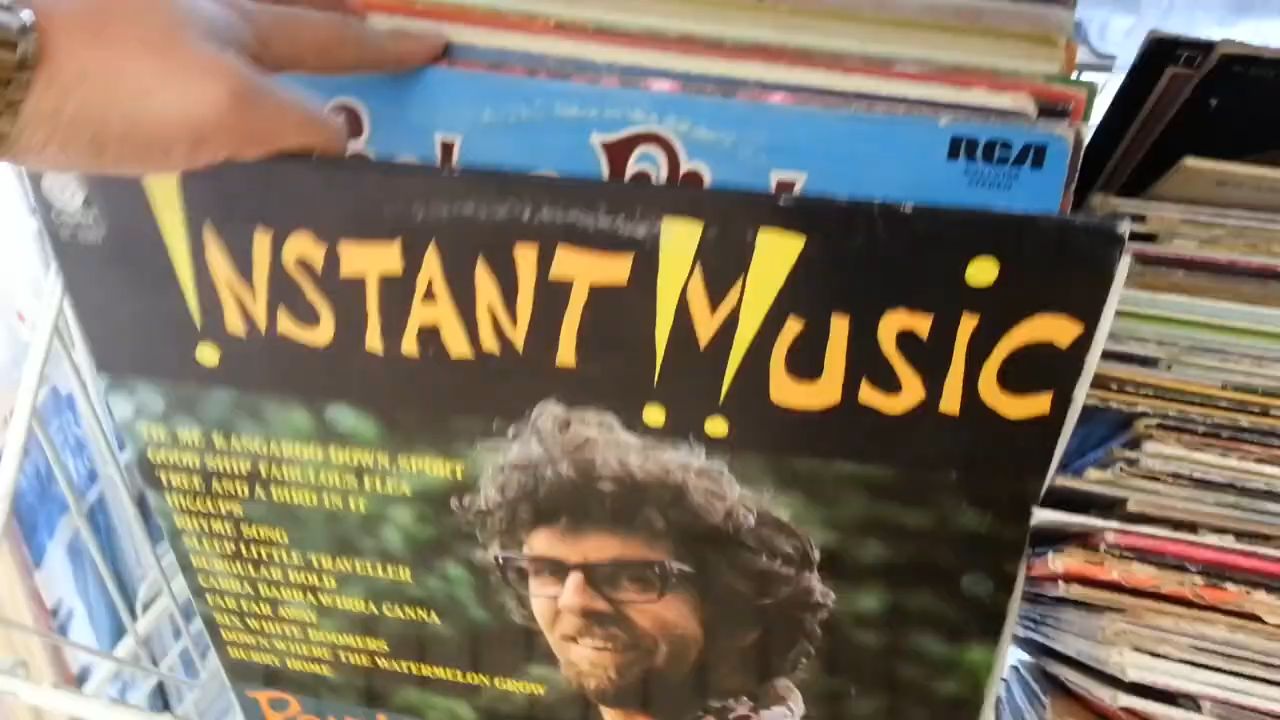 RCA
INSTANT MUSIC
TIE ME KANGAROO DOWN, SPORT
GOOD SHIP FABULOUS FLEA
TREE AND A BIRD IN IT
HICCUPS
RHYME SONG
SLEEP LITTLE TRAVELLER
BURGULAR BOLD
CARRA BARRA WIRRA CANNA
FAR FAR AWAY
SIX WHITE BOOMERS
DOWN WHERE THE WATERMELON GROW
HURRY HOME